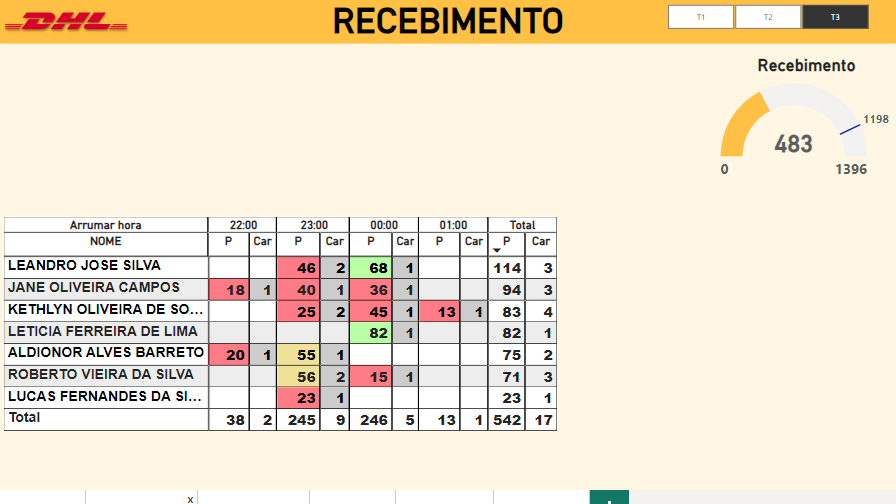 DHL RECEBIMENTO T1 T2 T3
Recebimento
1198
483
0 1396
Arrumar hora 22:00 23:00 00:00 01:00 Total
NOME P Car P Car P Car P Car P Car
LEANDRO JOSE SILVA 46 2 68 1 114 3
JANE OLIVEIRA CAMPOS 18 1 40 1 36 1 94 3
KETHLYN OLIVEIRA DE SO... 25 2 45 1 13 1 83 4
LETICIA FERREIRA DE LIMA 82 1 82 1
ALDIONOR ALVES BARRETO 20 1 55 1 75 2
ROBERTO VIEIRA DA SILVA 56 2 15 1 71 3
LUCAS FERNANDES DA SI... 23 1 23 1
Total 38 2 245 9 246 5 13 1 542 17
x